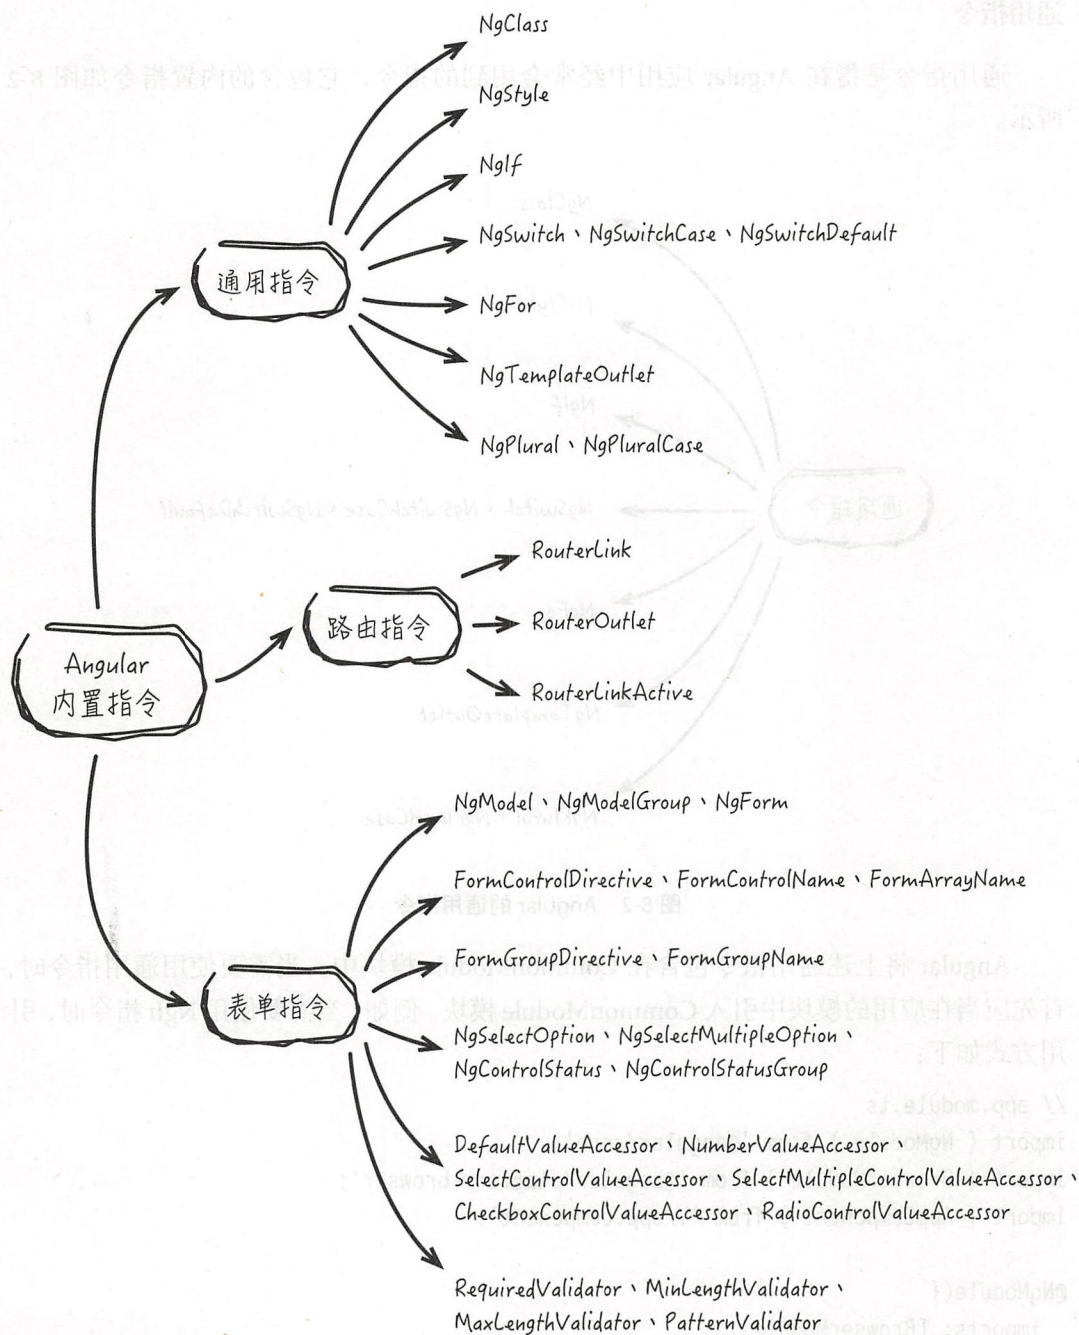 NgClass
NgStyle
NgIf
NgSwitch、NgSwitchCase、NgSwitchDefault
通用指令
NgFor
NgTemplateOutlet
NgPlural、NgPluralCase
RouterLink
路由指令
RouterOutlet
RouterLinkActive
Angular
内置指令
NgModel、NgModelGroup、NgForm
FormControlDirective、FormControlName、FormArrayName
FormGroupDirective、FormGroupName
表单指令
NgSelectOption、NgSelectMultipleOption、
NgControlStatus、NgControlStatusGroup
DefaultValueAccessor、NumberValueAccessor、
SelectControlValueAccessor、SelectMultipleControlValueAccessor、
CheckboxControlValueAccessor、RadioControlValueAccessor
RequiredValidator、MinLengthValidator、
MaxLengthValidator、PatternValidator